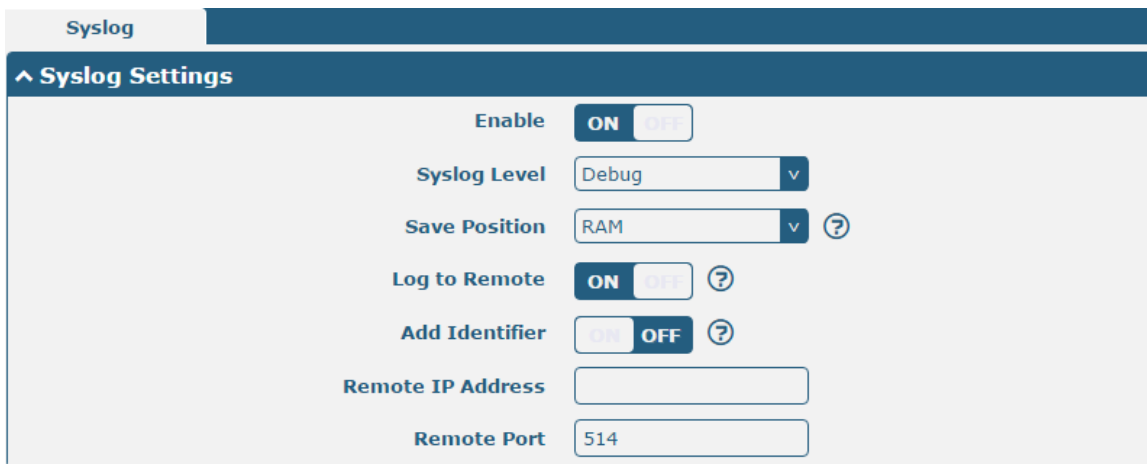 Syslog
^ Syslog Settings
Enable ON OFF
Syslog Level Debug v
Save Position RAM v ?
Log to Remote ON OFF ?
Add Identifier ON OFF ?
Remote IP Address
Remote Port 514